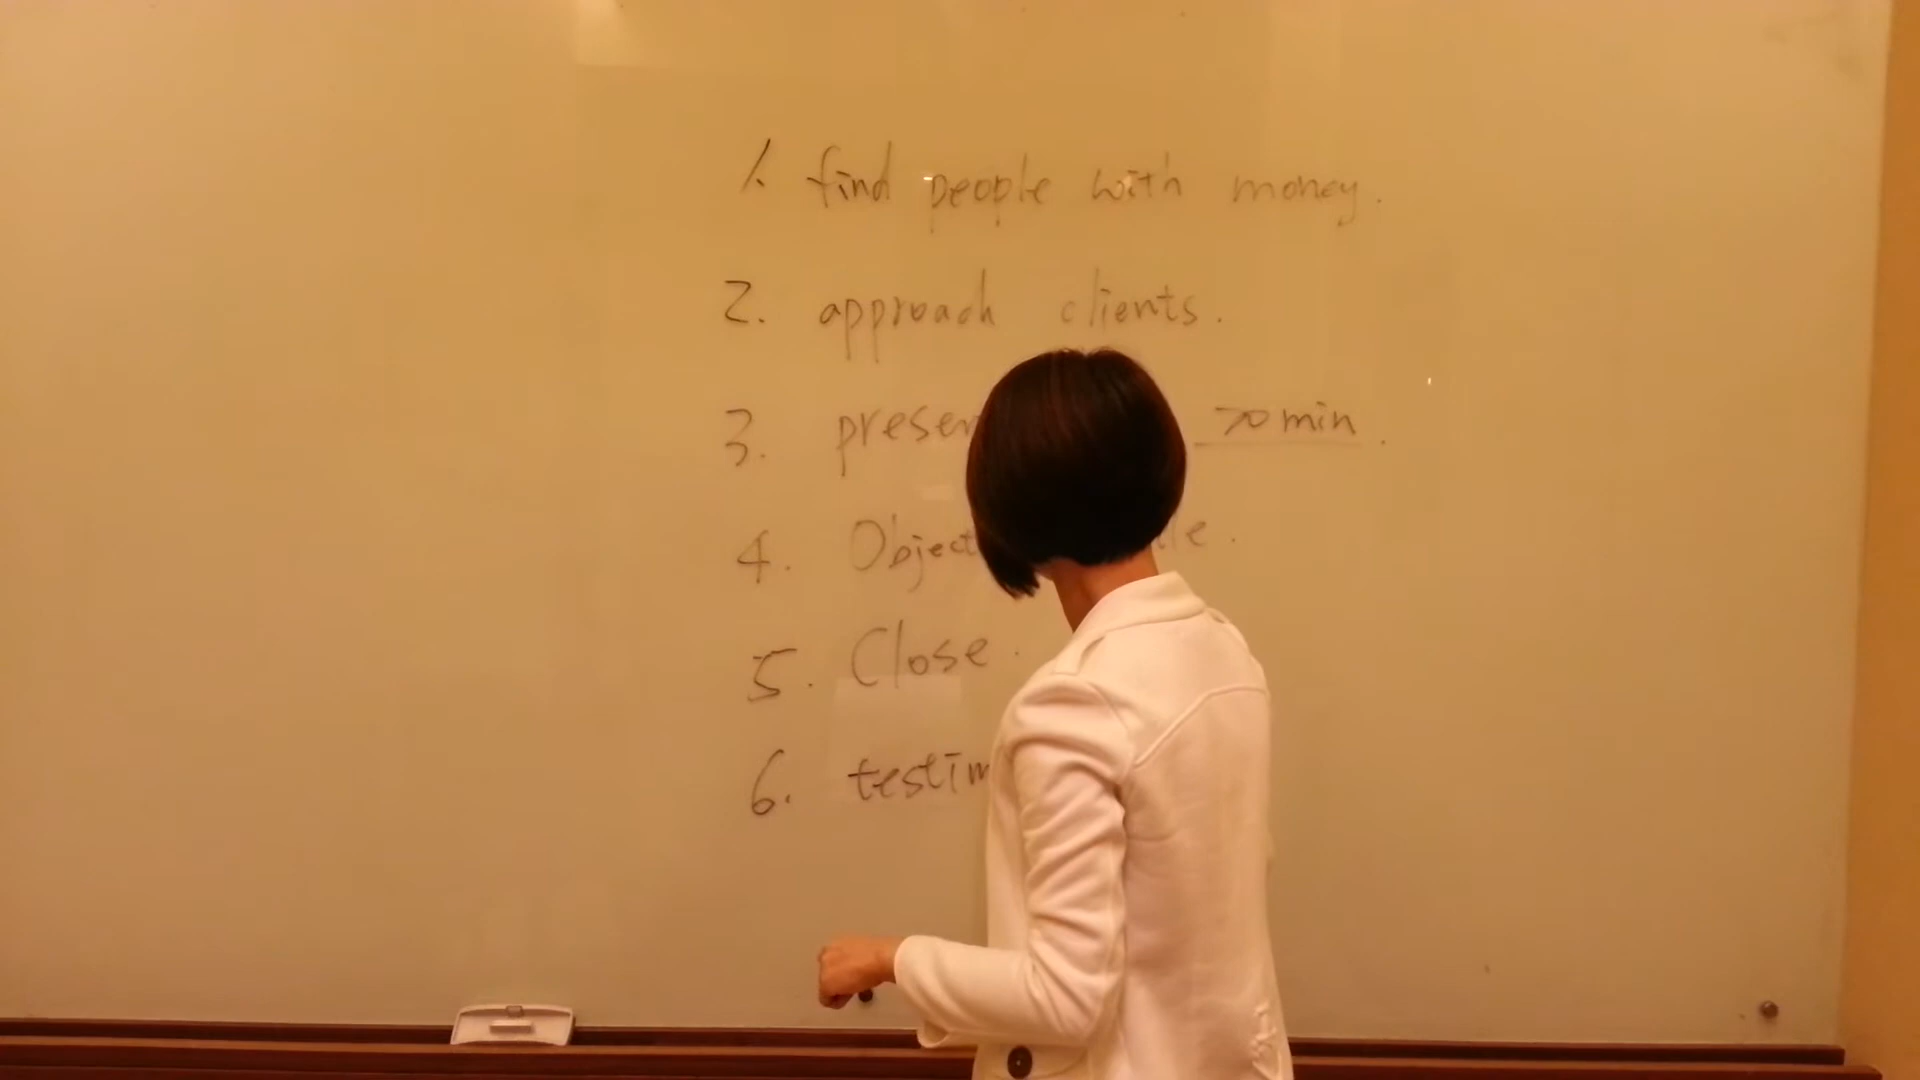 1. find people with money.
2. approach clients.
3. presen 70 min.
4. Object le.
5. Close.
6. testim